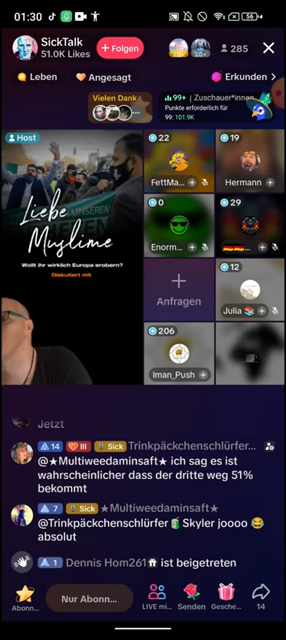 01:30
56
SickTalk
51.0K Likes
+ Folgen
20+
285
Leben
Angesagt
Erkunden >
Vielen Dank
99+ | Zuschauer*innen
Punkte erforderlich für
99: 101.9K
Host
22
19
Liebe
Muslime
Wollt ihr wirklich Europa erobern?
Diskutiert mit
FettMa...
Hermann
0
29
Enorm...
Anfragen
12
Julia
206
Iman_Push
Jetzt
14 III Sick Trinkpäckchenschlürfer...
@★Multiweedaminsaft★ ich sag es ist
wahrscheinlicher dass der dritte weg 51%
bekommt
7 Sick ★Multiweedaminsaft★
@Trinkpäckchenschlürfer Skyler joooo
absolut
1 Dennis Hom261 ist beigetreten
Abonn...
Nur Abonn...
LIVE mi...
Senden
Gesche...
14